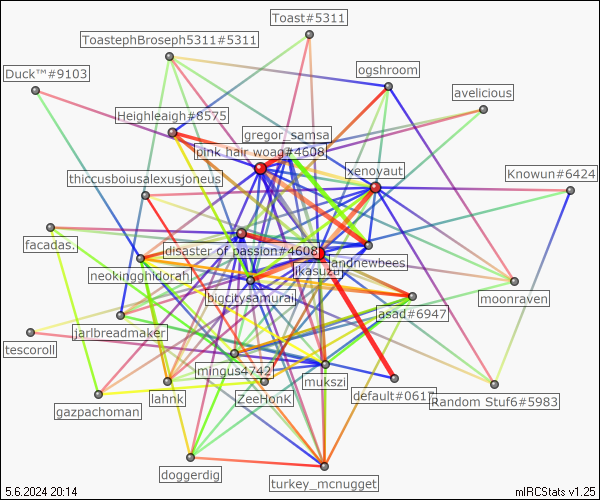 Toast#5311
ToastephBroseph5311#5311
Duck™#9103
ogshroom
avelicious
Heighleaigh#8575
gregor_samsa
pink hair woag#4608
xenoyaut
Knowun#6424
thiccusboiusalexusjoneus
facadas.
disaster of passion#4608
landnewbees
ikasuzu
neokingghidorah
bigcitysamurai
moonraven
asad#6947
jarlbreadmaker
tescoroll
mingus4742
mukszi
lahnk
ZeeHonK
default#0617
Random Stuf6#5983
gazpachoman
doggerdig
turkey_mcnugget
5.6.2024 20:14
mIRCStats v1.25